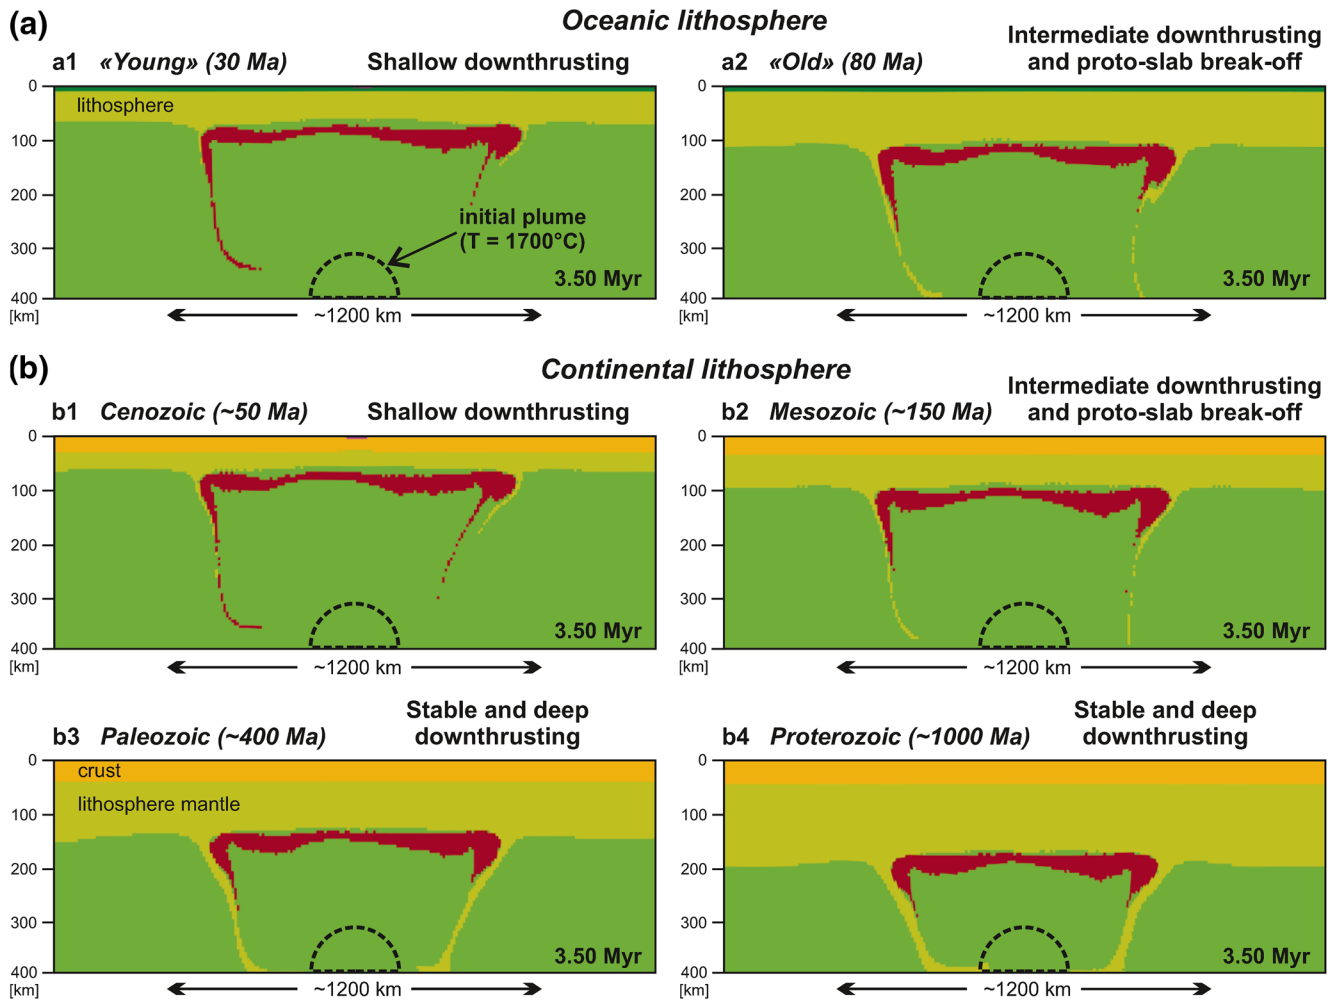 (a)
Oceanic lithosphere
a1 «Young» (30 Ma) Shallow downthrusting
0
100
200
300
400
[km]
lithosphere
initial plume
(T = 1700°C)
3.50 Myr
~1200 km
a2 «Old» (80 Ma)
Intermediate downthrusting
and proto-slab break-off
0
100
200
300
400
[km]
3.50 Myr
~1200 km
(b)
Continental lithosphere
b1 Cenozoic (~50 Ma) Shallow downthrusting
0
100
200
300
400
[km]
3.50 Myr
~1200 km
b2 Mesozoic (~150 Ma)
Intermediate downthrusting
and proto-slab break-off
0
100
200
300
400
[km]
3.50 Myr
~1200 km
b3 Paleozoic (~400 Ma)
Stable and deep
downthrusting
0
100
200
300
400
[km]
crust
lithosphere mantle
3.50 Myr
~1200 km
b4 Proterozoic (~1000 Ma)
Stable and deep
downthrusting
0
100
200
300
400
[km]
3.50 Myr
~1200 km